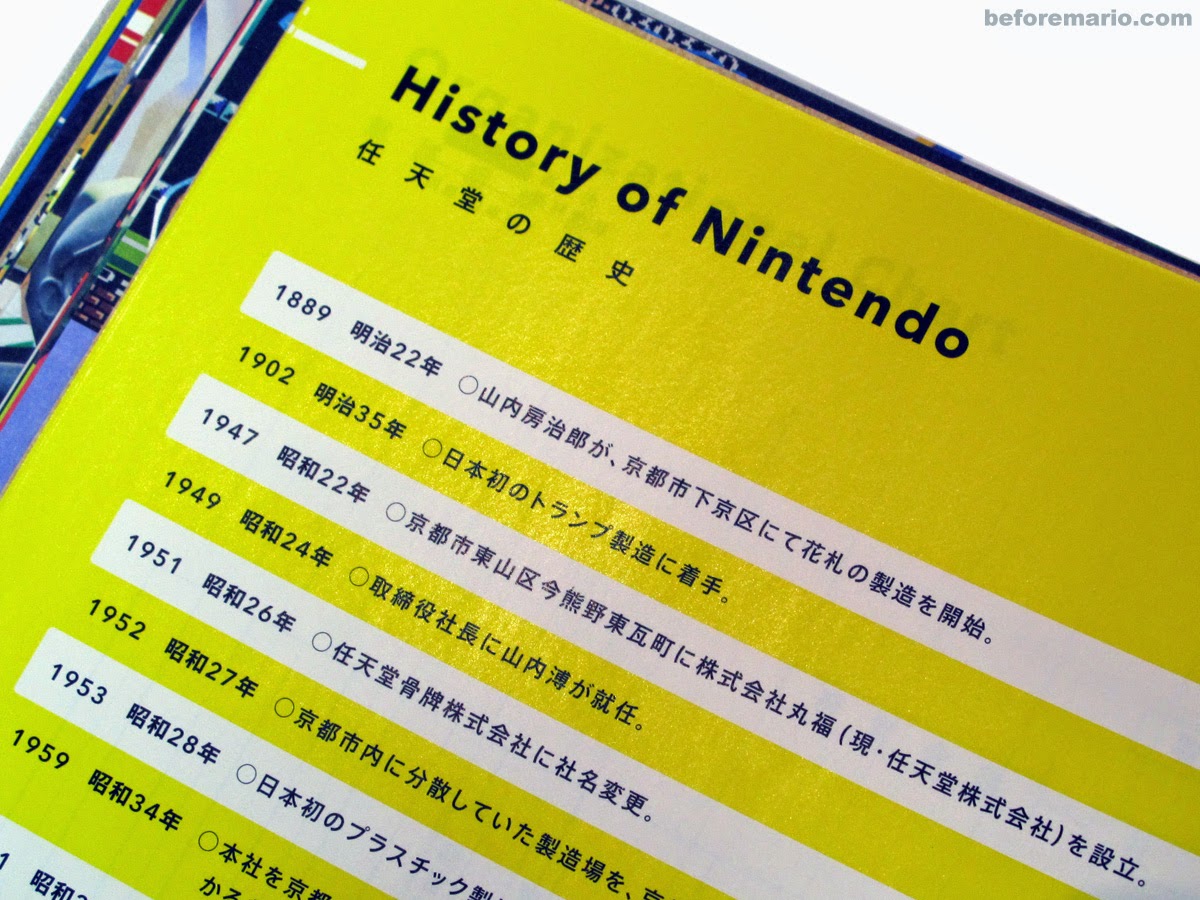 beforemario.com
History of Nintendo
任天堂の歴史
1889 明治22年 ○山内房治郎が、京都市下京区にて花札の製造を開始。
1902 明治35年 ○日本初のトランプ製造に着手。
1947 昭和22年 ○京都市東山区今熊野東瓦町に株式会社丸福(現・任天堂株式会社)を設立。
1949 昭和24年 ○取締役社長に山内溥が就任。
1951 昭和26年 ○任天堂骨牌株式会社に社名変更。
1952 昭和27年 ○京都市内に分散していた製造場を、京
1953 昭和28年 ○日本初のプラスチック製
1959 昭和34年 ○本社を京都
かる
1 昭和3